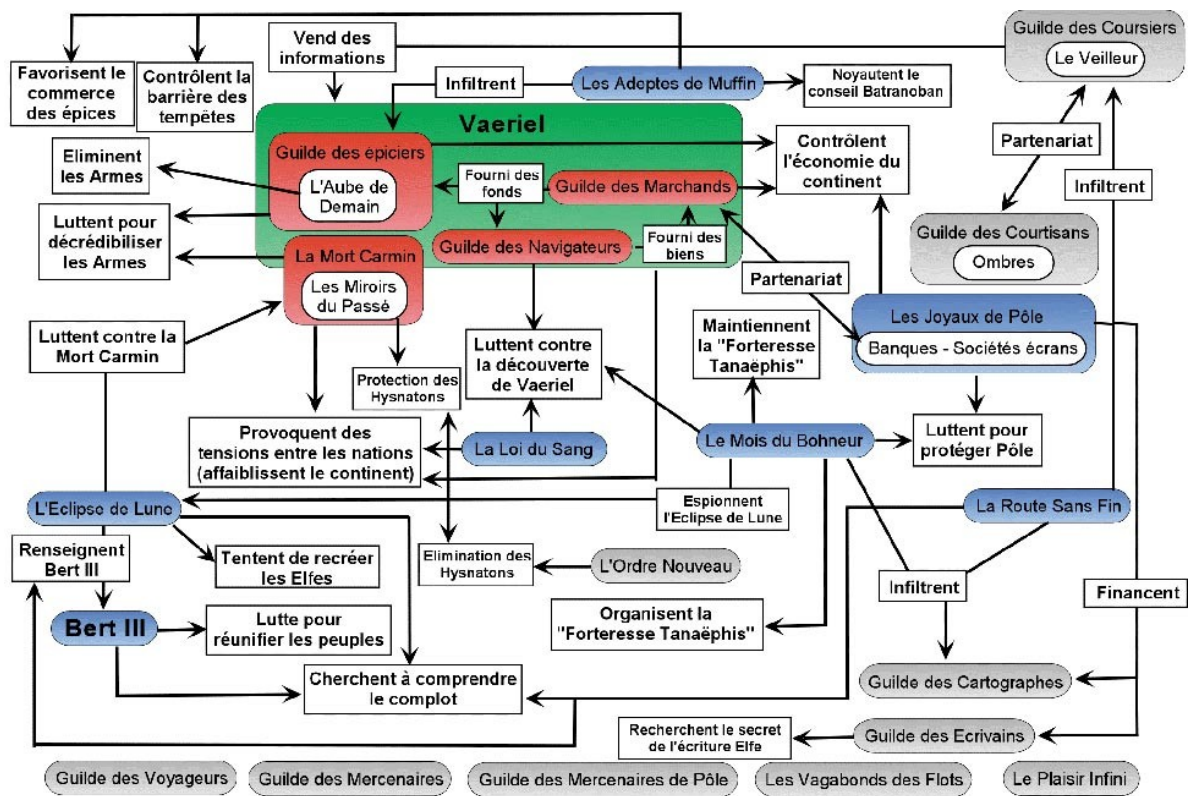 Vend des
informations
Guilde des Coursiers
Le Veilleur
Favorisent le
commerce
des épices
Contrôlent la
barrière des
tempêtes
Infiltrent
Les Adeptes de Muffin
Noyautent le
conseil Batranoban
Vaeriel
Partenariat
Infiltrent
Eliminent
les Armes
Guilde des épiciers
L'Aube de
Demain
Fourni des
fonds
Guilde des Marchands
Contrôlent
l'économie du
continent
Luttent pour
décrédibiliser
les Armes
Guilde des Navigateurs
Fourni des
biens
Guilde des Courtisans
Ombres
La Mort Carmin
Les Miroirs
du Passé
Partenariat
Luttent contre la
Mort Carmin
Luttent contre
la découverte
de Vaeriel
Maintiennent
la "Forteresse
Tanaëphis"
Les Joyaux de Pôle
Banques - Sociétés écrans
Protection des
Hysnatons
Provoquent des
tensions entre les nations
(affaiblissent le continent)
La Loi du Sang
Le Mois du Bohneur
Luttent pour
protéger Pôle
L'Eclipse de Lune
Espionnent
l'Eclipse de Lune
La Route Sans Fin
Renseignent
Bert III
Tentent de recréer
les Elfes
Elimination des
Hysnatons
L'Ordre Nouveau
Infiltrent
Financent
Bert III
Lutte pour
réunifier les peuples
Organisent la
"Forteresse Tanaëphis"
Cherchent à comprendre
le complot
Guilde des Cartographes
Recherchent le secret
de l'écriture Elfe
Guilde des Ecrivains
Guilde des Voyageurs
Guilde des Mercenaires
Guilde des Mercenaires de Pôle
Les Vagabonds des Flots
Le Plaisir Infini